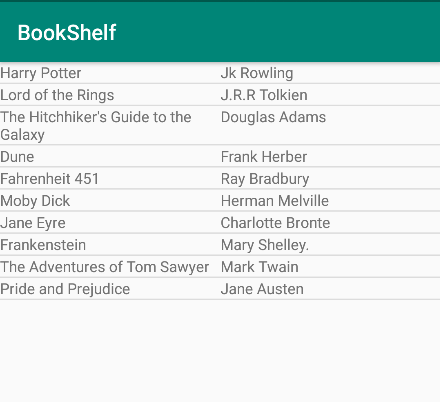 BookShelf
Harry Potter Jk Rowling
Lord of the Rings J.R.R Tolkien
The Hitchhiker's Guide to the Douglas Adams
Galaxy
Dune Frank Herber
Fahrenheit 451 Ray Bradbury
Moby Dick Herman Melville
Jane Eyre Charlotte Bronte
Frankenstein Mary Shelley.
The Adventures of Tom Sawyer Mark Twain
Pride and Prejudice Jane Austen